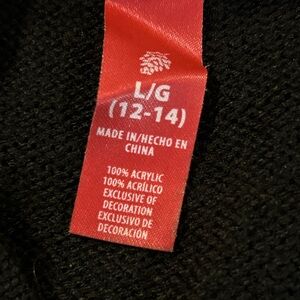 L/G
(12-14)
MADE IN/HECHO EN
CHINA
100% ACRYLIC
100% ACRÍLICO
EXCLUSIVE OF
DECORATION
EXCLUSIVO DE
DECORACIÓN